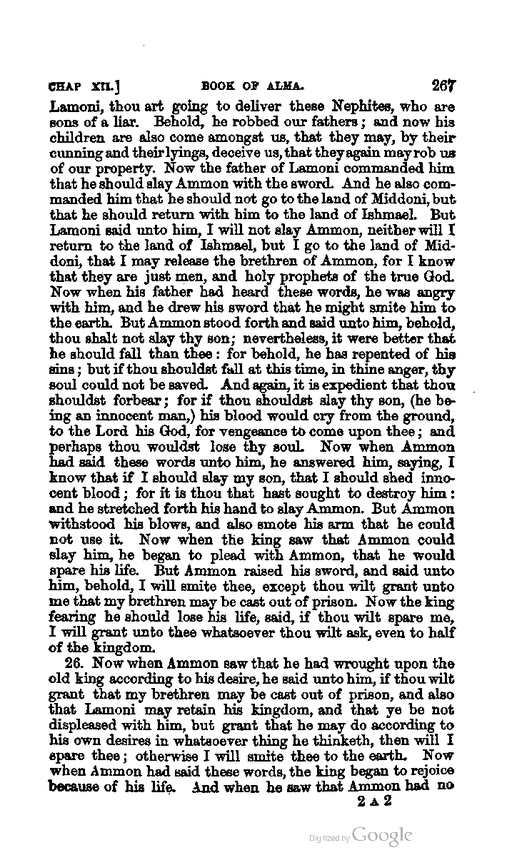 CHAP XII.] BOOK OF ALMA. 267
Lamoni, thou art going to deliver these Nephites, who are
sons of a liar. Behold, he robbed our fathers; and now his
children are also come amongst us, that they may, by their
cunning and their lyings, deceive us, that they again may rob us
of our property. Now the father of Lamoni commanded him
that he should slay Ammon with the sword. And he also com-
manded him that he should not go to the land of Middoni, but
that he should return with him to the land of Ishmael. But
Lamoni said unto him, I will not slay Ammon, neither will I
return to the land of Ishmael, but I go to the land of Mid-
doni, that I may release the brethren of Ammon, for I know
that they are just men, and holy prophets of the true God.
Now when his father had heard these words, he was angry
with him, and he drew his sword that he might smite him to
the earth. But Ammon stood forth and said unto him, behold,
thou shalt not slay thy son; nevertheless, it were better that
he should fall than thee: for behold, he has repented of his
sins; but if thou shouldst fall at this time, in thine anger, thy
soul could not be saved. And again, it is expedient that thou
shouldst forbear; for if thou shouldst slay thy son, (he be-
ing an innocent man,) his blood would cry from the ground,
to the Lord his God, for vengeance to come upon thee; and
perhaps thou wouldst lose thy soul. Now when Ammon
had said these words unto him, he answered him, saying, I
know that if I should slay my son, that I should shed inno-
cent blood; for it is thou that hast sought to destroy him:
and he stretched forth his hand to slay Ammon. But Ammon
withstood his blows, and also smote his arm that he could
not use it. Now when the king saw that Ammon could
slay him, he began to plead with Ammon, that he would
spare his life. But Ammon raised his sword, and said unto
him, behold, I will smite thee, except thou wilt grant unto
me that my brethren may be cast out of prison. Now the king
fearing he should lose his life, said, if thou wilt spare me,
I will grant unto thee whatsoever thou wilt ask, even to half
of the kingdom.
26. Now when Ammon saw that he had wrought upon the
old king according to his desire, he said unto him, if thou wilt
grant that my brethren may be cast out of prison, and also
that Lamoni may retain his kingdom, and that ye be not
displeased with him, but grant that he may do according to
his own desires in whatsoever thing he thinketh, then will I
spare thee; otherwise I will smite thee to the earth. Now
when Ammon had said these words, the king began to rejoice
because of his life. And when he saw that Ammon had no
2 A 2
Digitized by Google